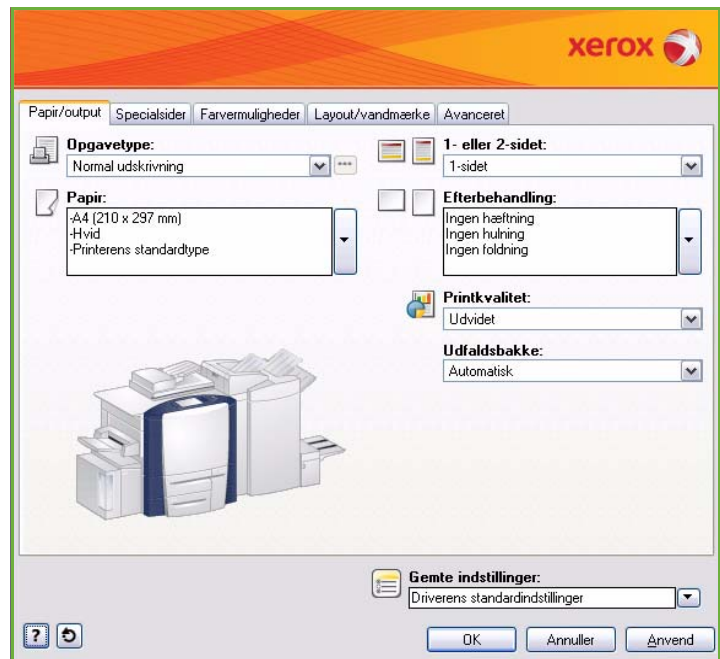 xerox
Papir/output Specialsider Farvermuligheder Layout/vandmærke Avanceret
Opgavetype:
Normal udskrivning
Papir:
-A4 (210 x 297 mm)
-Hvid
-Printerens standardtype
1- eller 2-sidet:
1-sidet
Efterbehandling:
Ingen hæftning
Ingen hulning
Ingen foldning
Printkvalitet:
Udvidet
Udfaldsbakke:
Automatisk
Gemte indstillinger:
Driverens standardindstillinger
? OK Annuller Anvend